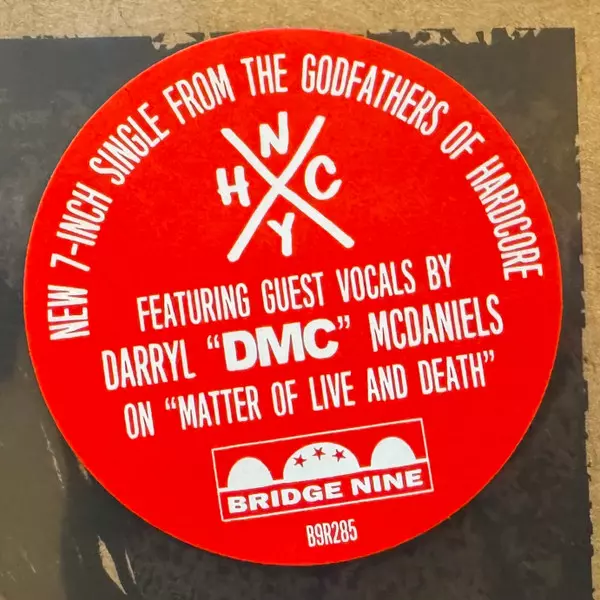 NEW 7-INCH SINGLE FROM THE GODFATHERS OF HARDCORE
N
H C
Y
FEATURING GUEST VOCALS BY
DARRYL "DMC" MCDANIELS
ON "MATTER OF LIVE AND DEATH"
BRIDGE NINE
B9R285